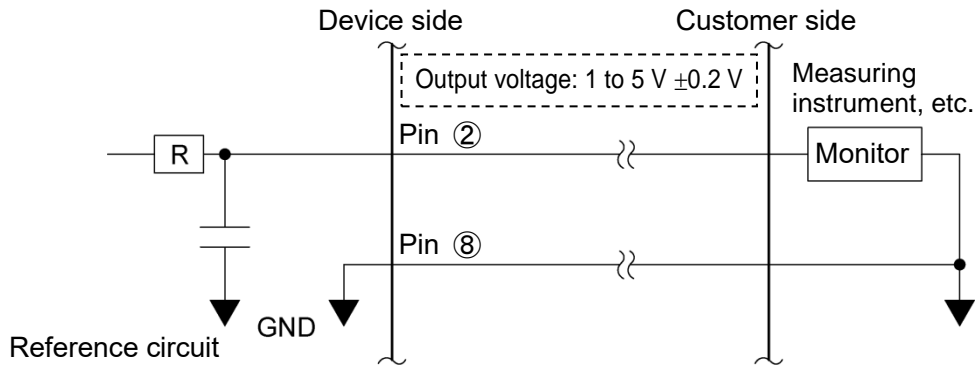 Device side
Customer side
Output voltage: 1 to 5 V ±0.2 V
Measuring
instrument, etc.
Pin ②
R
Monitor
Pin ⑧
GND
Reference circuit